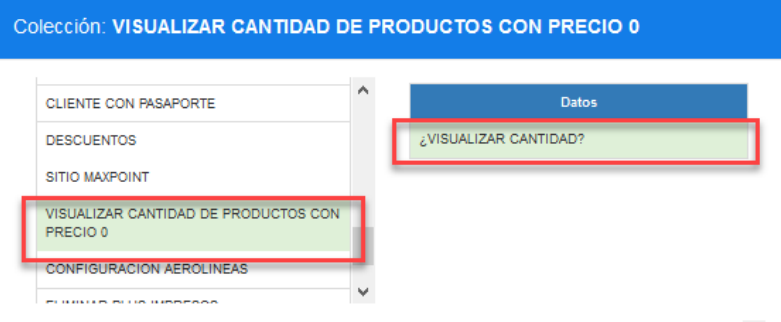 Colección: VISUALIZAR CANTIDAD DE PRODUCTOS CON PRECIO 0
CLIENTE CON PASAPORTE
DESCUENTOS
SITIO MAXPOINT
VISUALIZAR CANTIDAD DE PRODUCTOS CON
PRECIO 0
CONFIGURACION AEROLINEAS
Datos
¿VISUALIZAR CANTIDAD?